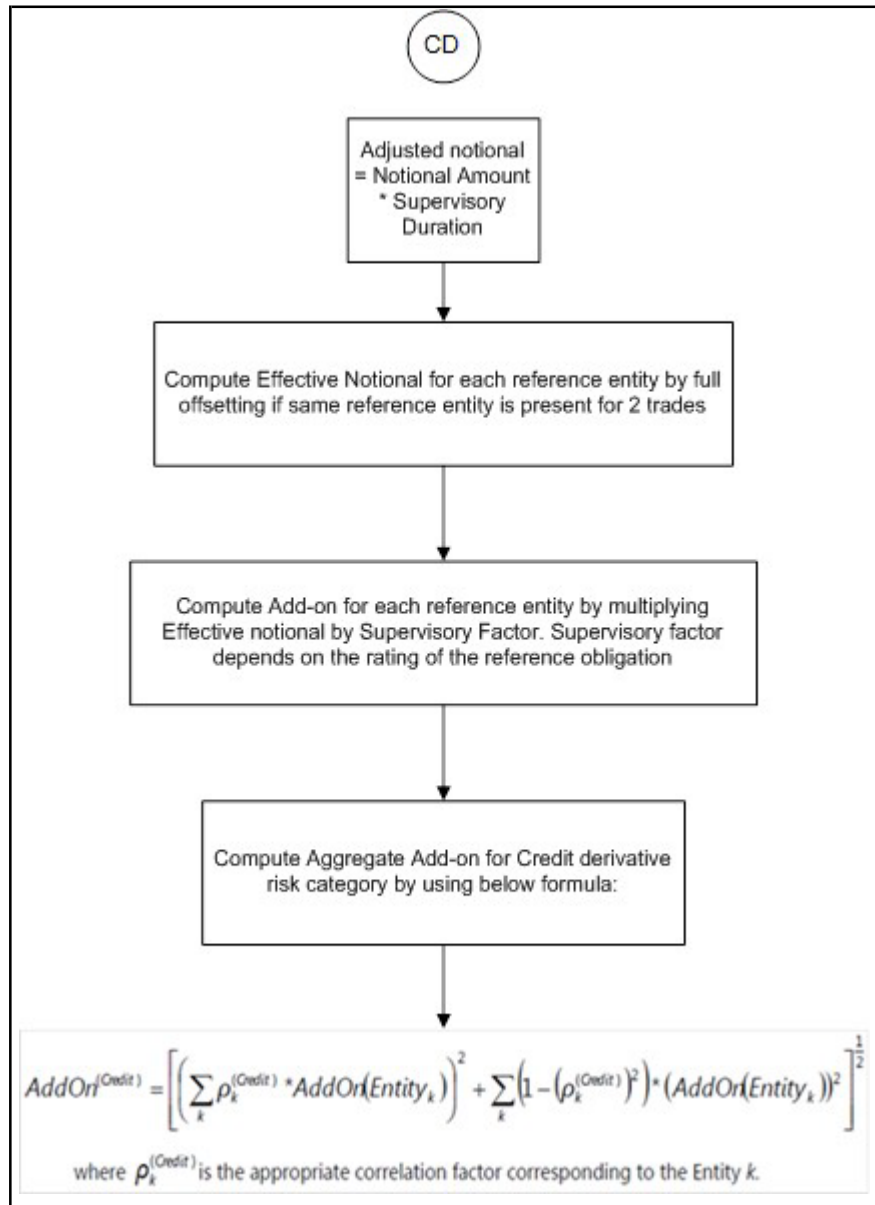 CD
Adjusted notional
= Notional Amount
* Supervisory
Duration
Compute Effective Notional for each reference entity by full
offsetting if same reference entity is present for 2 trades
Compute Add-on for each reference entity by multiplying
Effective notional by Supervisory Factor. Supervisory factor
depends on the rating of the reference obligation
Compute Aggregate Add-on for Credit derivative
risk category by using below formula:
AddOn^(Credit) = [(∑_k ρ_k^(Credit) * AddOn(Entity_k))^2 + ∑_k (1 − (ρ_k^(Credit))^2) * (AddOn(Entity_k))^2]^(1/2)
where ρ_k^(Credit) is the appropriate correlation factor corresponding to the Entity k.